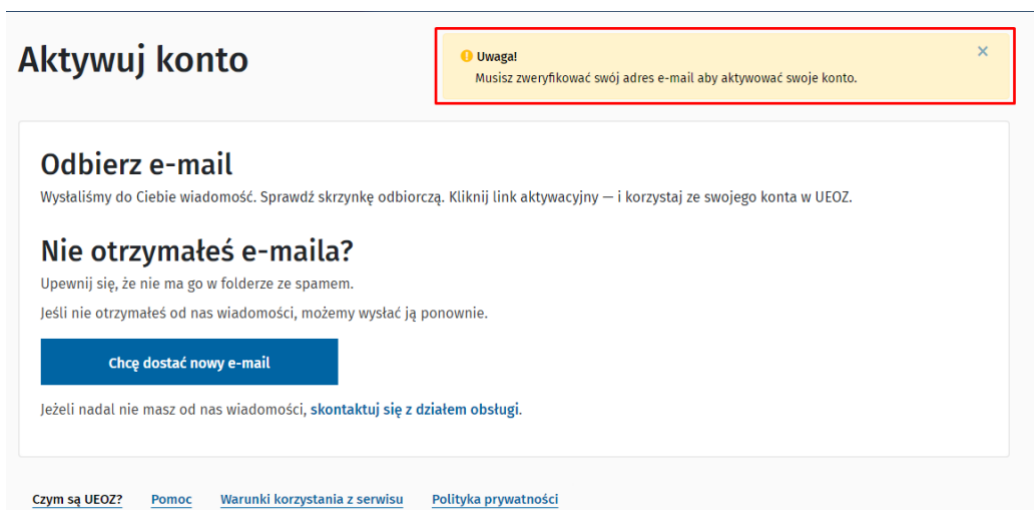 Aktywuj konto
Uwaga!
Musisz zweryfikować swój adres e-mail aby aktywować swoje konto.
Odbierz e-mail
Wysłaliśmy do Ciebie wiadomość. Sprawdź skrzynkę odbiorczą. Kliknij link aktywacyjny — i korzystaj ze swojego konta w UEOZ.
Nie otrzymałeś e-maila?
Upewnij się, że nie ma go w folderze ze spamem.
Jeśli nie otrzymałeś od nas wiadomości, możemy wysłać ją ponownie.
Chcę dostać nowy e-mail
Jeżeli nadal nie masz od nas wiadomości, skontaktuj się z działem obsługi.
Czym są UEOZ? Pomoc Warunki korzystania z serwisu Polityka prywatności